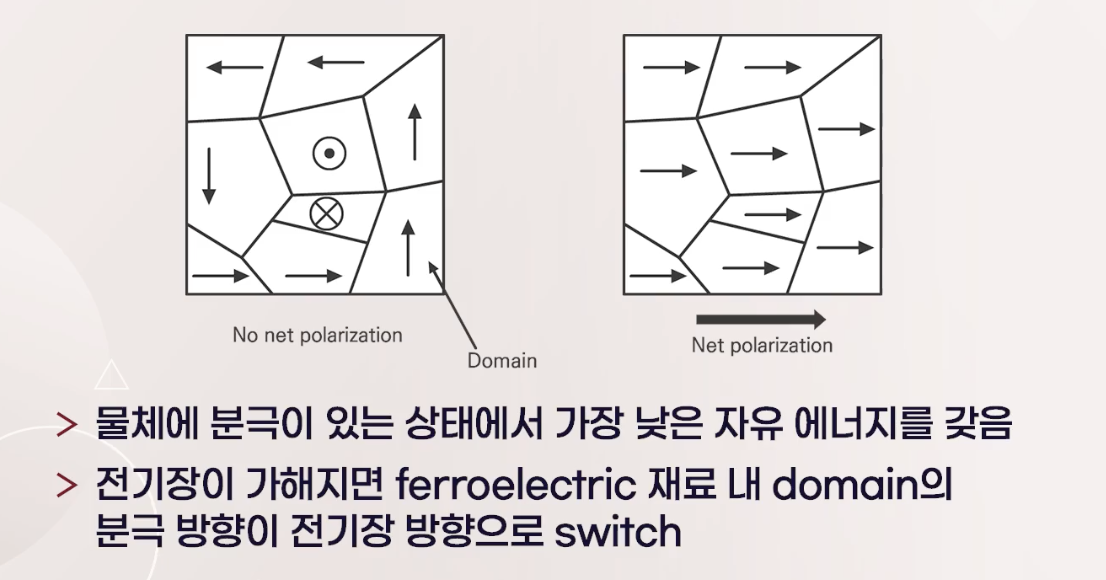 No net polarization
Domain
Net polarization
> 물체에 분극이 있는 상태에서 가장 낮은 자유 에너지를 갖음
> 전기장이 가해지면 ferroelectric 재료 내 domain의
분극 방향이 전기장 방향으로 switch